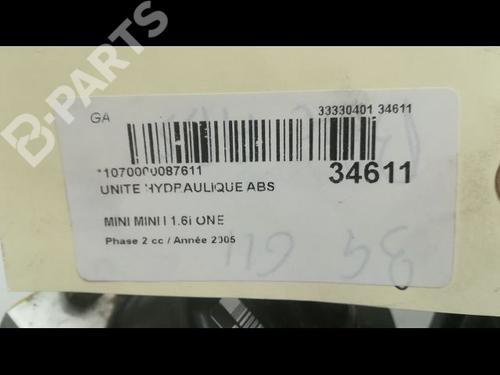 B-PARTS
GA
33330401 34611
*1070000087611
34611
UNITE HYDRAULIQUE ABS
MINI MINI I 1.6i ONE
Phase 2 cc / Année 2005